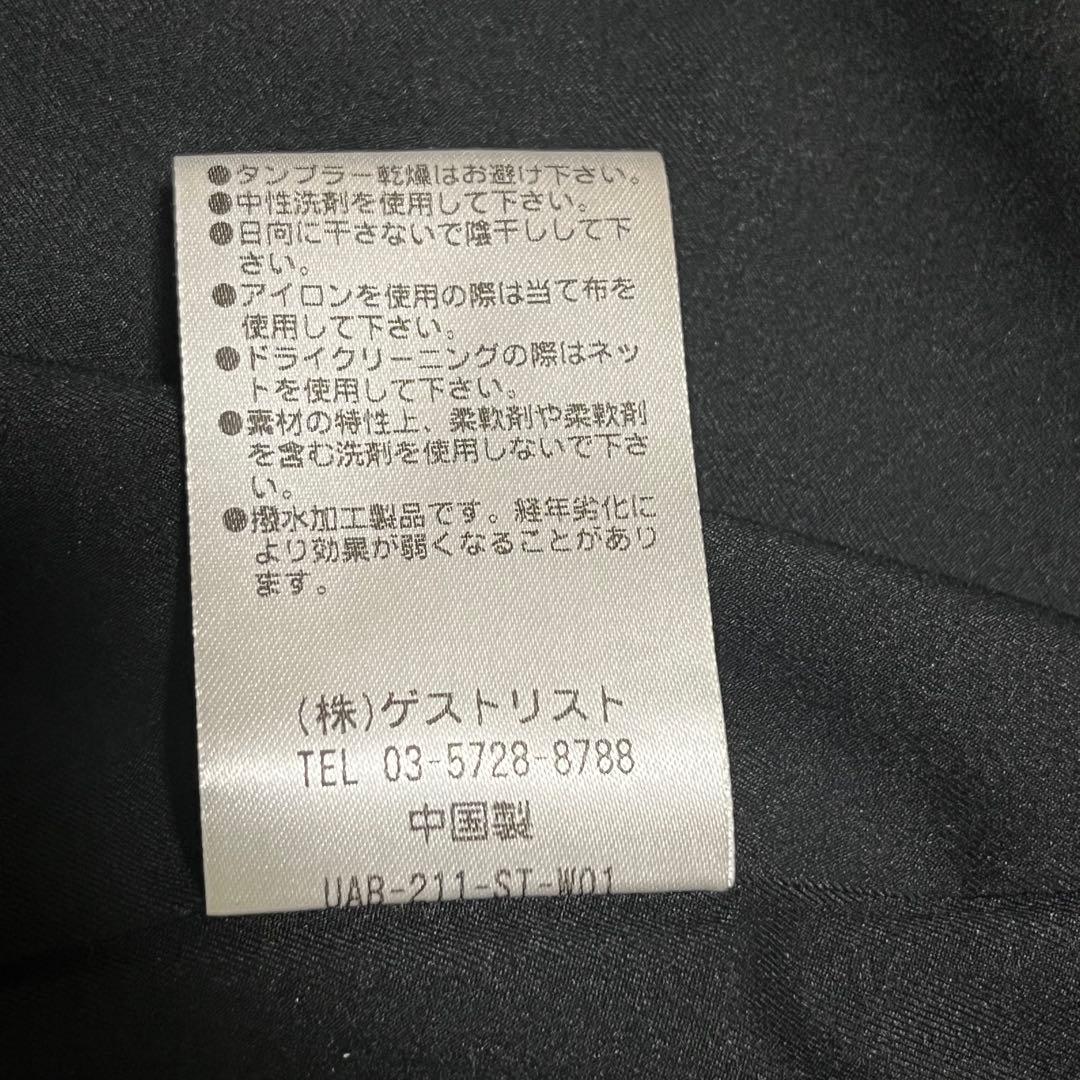 ●タンブラー乾燥はお避け下さい。
●中性洗剤を使用して下さい。
●日向に干さないで陰干しして下
さい。
●アイロンを使用の際は当て布を
使用して下さい。
●ドライクリーニングの際はネッ
トを使用して下さい。
●素材の特性上、柔軟剤や柔軟剤
を含む洗剤を使用しないで下さ
い。
●撥水加工製品です。経年劣化に
より効果が弱くなることがあり
ます。
(株)ゲストリスト
TEL 03-5728-8788
中国製
UAB-211-ST-W01